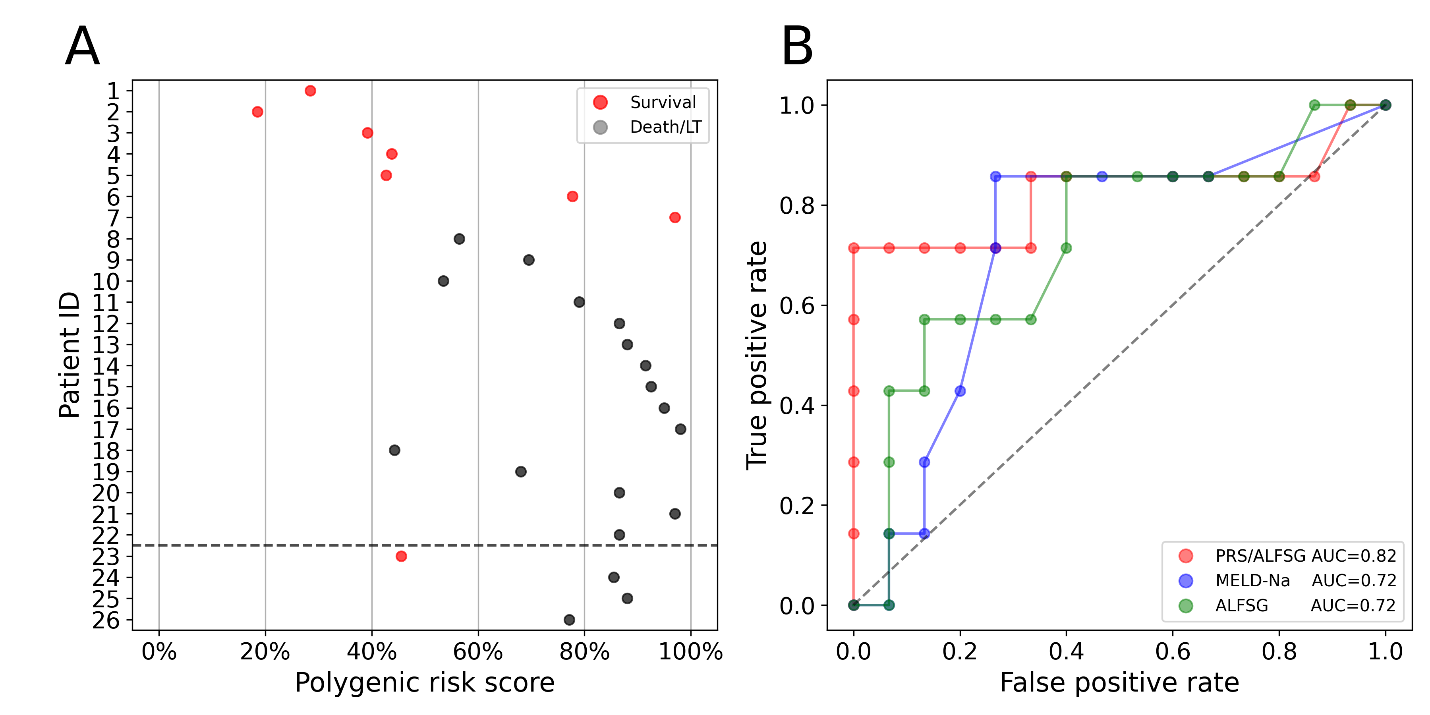 A
B
Survival
Death/LT
Patient ID
1
2
3
4
5
6
7
8
9
10
11
12
13
14
15
16
17
18
19
20
21
22
23
24
25
26
0% 20% 40% 60% 80% 100%
Polygenic risk score
True positive rate
1.0
0.8
0.6
0.4
0.2
0.0
PRS/ALFSG AUC=0.82
MELD-Na AUC=0.72
ALFSG AUC=0.72
0.0 0.2 0.4 0.6 0.8 1.0
False positive rate